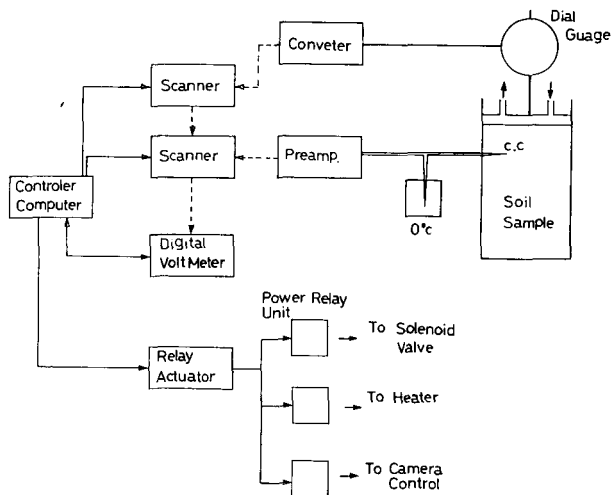 Dial
Guage
Conveter
Scanner
Scanner
Preamp.
c.c
Controler
Computer
0°c
Soil
Sample
Digital
Volt Meter
Power Relay
Unit
To Solenoid
Valve
Relay
Actuator
To Heater
To Camera
Control